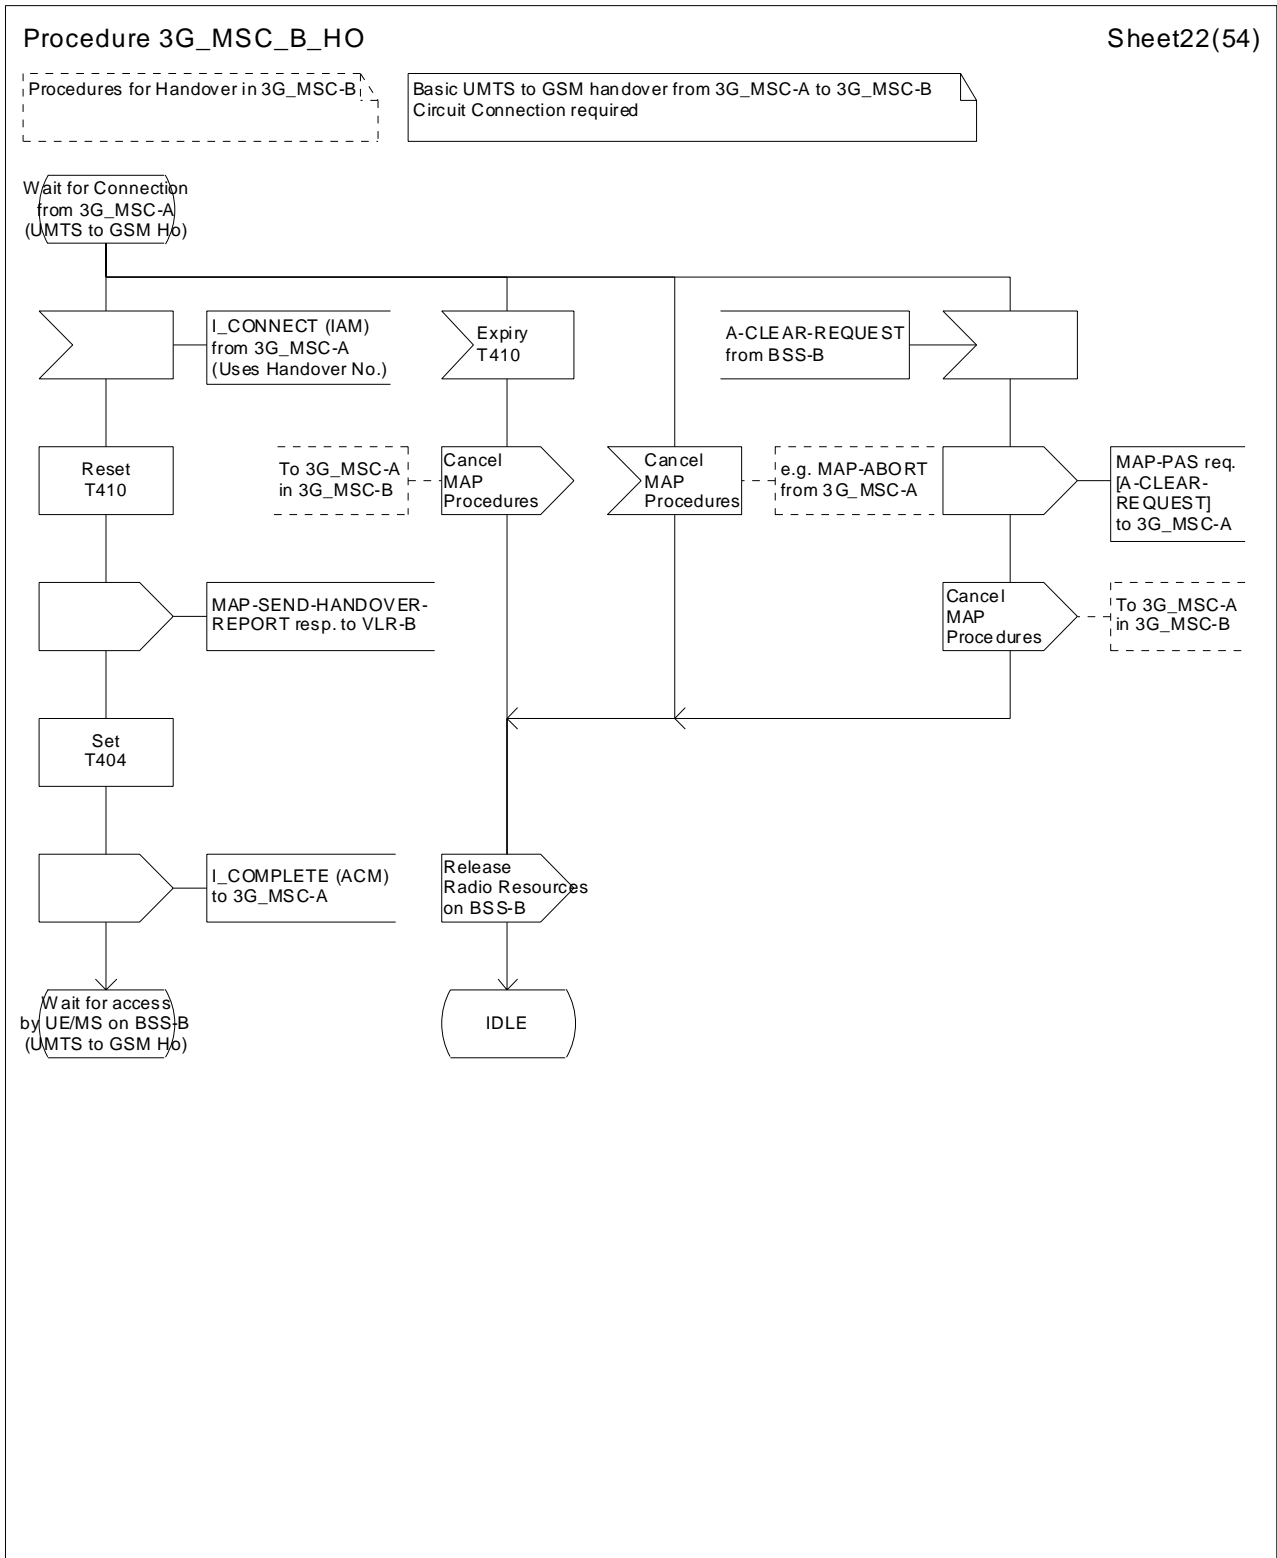 Procedure 3G_MSC_B_HO
Sheet22(54)
Procedures for Handover in 3G_MSC-B
Basic UMTS to GSM handover from 3G_MSC-A to 3G_MSC-B
Circuit Connection required
Wait for Connection
from 3G_MSC-A
(UMTS to GSM Ho)
I_CONNECT (IAM)
from 3G_MSC-A
(Uses Handover No.)
Expiry
T410
A-CLEAR-REQUEST
from BSS-B
Reset
T410
To 3G_MSC-A
in 3G_MSC-B
Cancel
MAP
Procedures
Cancel
MAP
Procedures
e.g. MAP-ABORT
from 3G_MSC-A
MAP-PAS req.
[A-CLEAR-
REQUEST]
to 3G_MSC-A
MAP-SEND-HANDOVER-
REPORT resp. to VLR-B
Cancel
MAP
Procedures
To 3G_MSC-A
in 3G_MSC-B
Set
T404
I_COMPLETE (ACM)
to 3G_MSC-A
Release
Radio Resources
on BSS-B
Wait for access
by UE/MS on BSS-B
(UMTS to GSM Ho)
IDLE